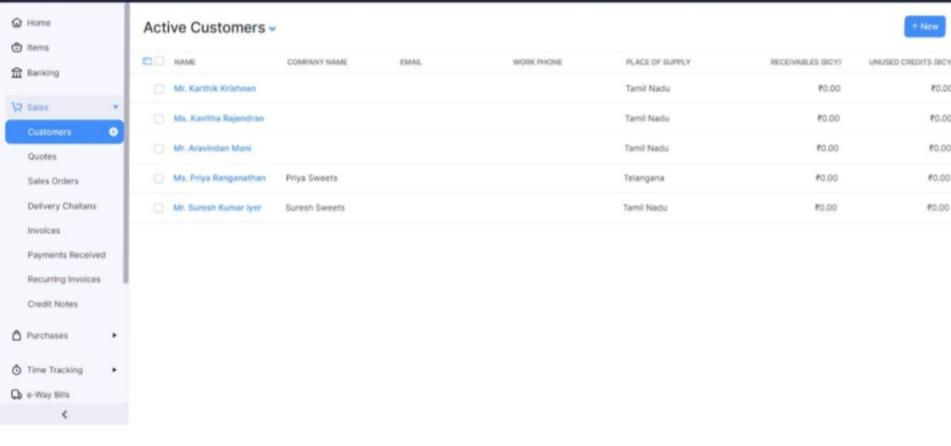 Home
Items
Banking
Sales
Customers
Quotes
Sales Orders
Delivery Challans
Invoices
Payments Received
Recurring Invoices
Credit Notes
Purchases
Time Tracking
e-Way Bills
Active Customers
+ New
NAME COMPANY NAME EMAIL WORK PHONE PLACE OF SUPPLY RECEIVABLES (BCY) UNUSED CREDITS (BCY
Mr. Karthik Krishnan Tamil Nadu ₹0.00 ₹0.00
Ms. Kavitha Rajendran Tamil Nadu ₹0.00 ₹0.00
Mr. Aravindan Mani Tamil Nadu ₹0.00 ₹0.00
Ms. Priya Ranganathan Priya Sweets Telangana ₹0.00 ₹0.00
Mr. Suresh Kumar iyer Suresh Sweets Tamil Nadu ₹0.00 ₹0.00